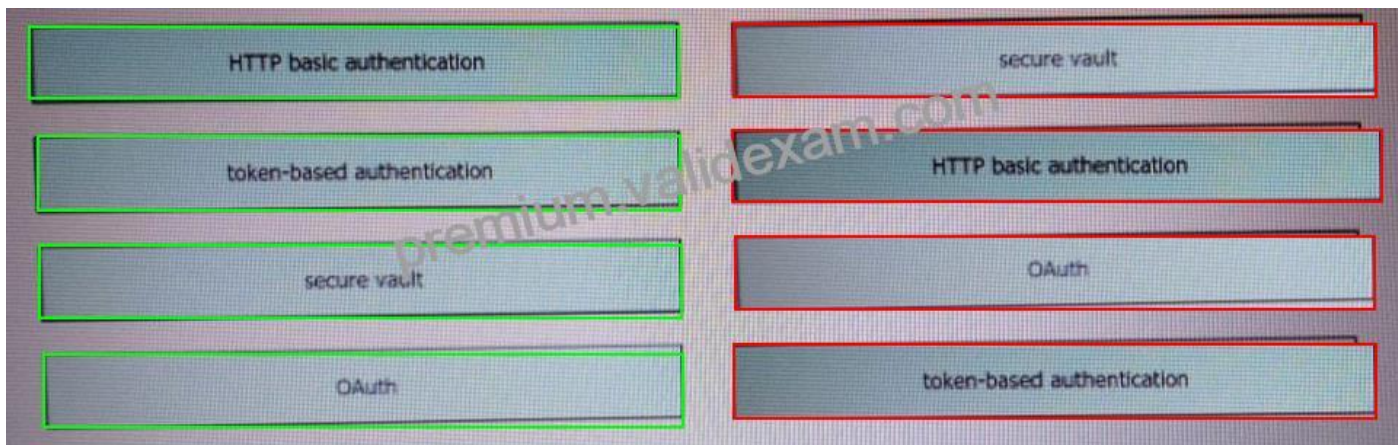 HTTP basic authentication
secure vault
token-based authentication
HTTP basic authentication
premium.validexam.com
secure vault
OAuth
OAuth
token-based authentication